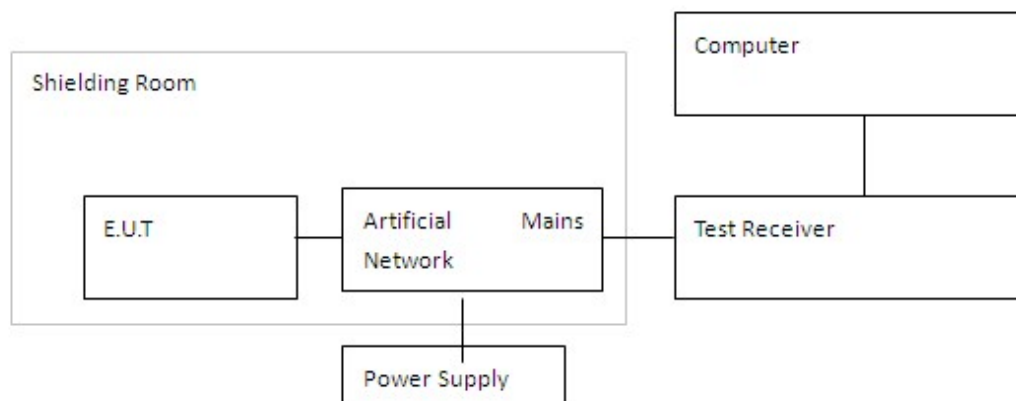 Computer
Shielding Room
E.U.T
Artificial Mains
Network
Test Receiver
Power Supply